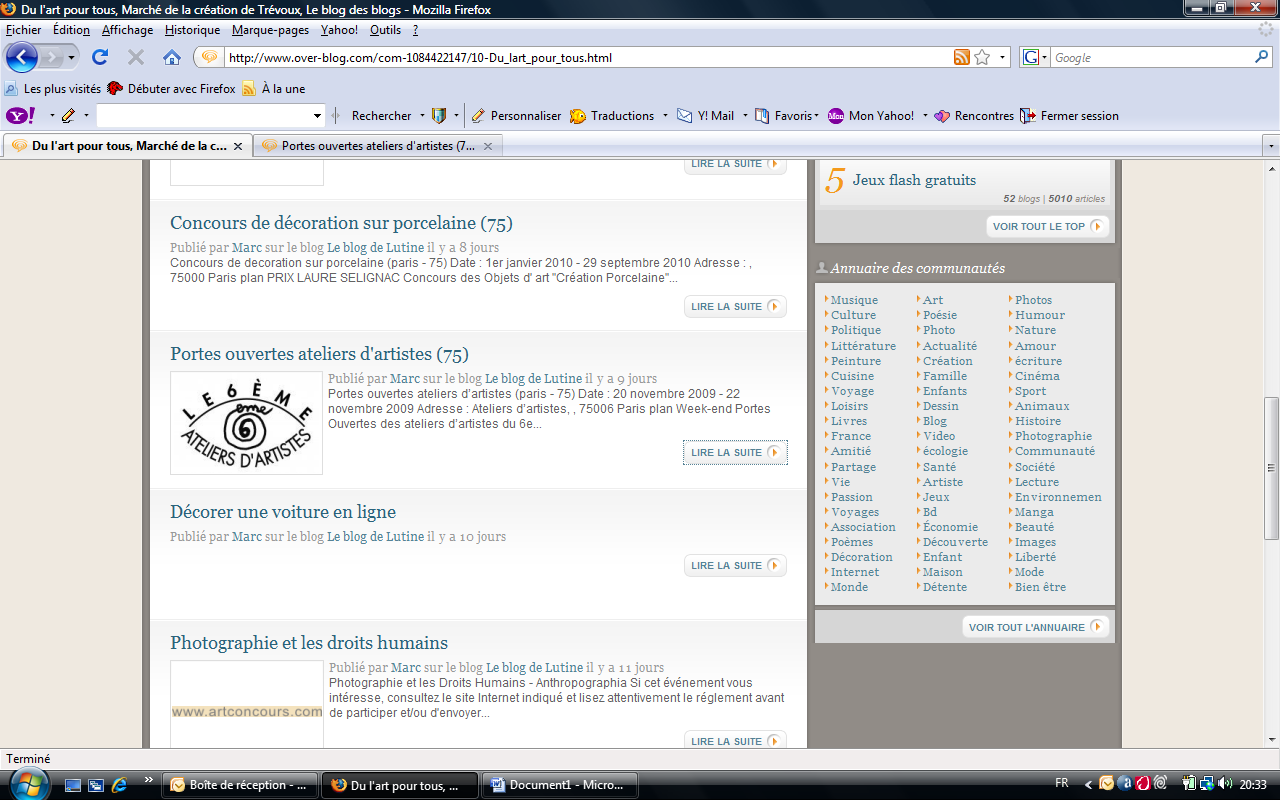 Du l'art pour tous, Marché de la création de Trévoux, Le blog des blogs - Mozilla Firefox
Fichier Édition Affichage Historique Marque-pages Yahoo! Outils ?
http://www.over-blog.com/com-1084422147/10-Du_lart_pour_tous.html
G Google
Les plus visités Débuter avec Firefox À la une
Y! Rechercher Personnaliser Traductions Y! Mail Favoris Mon Mon Yahoo! Rencontres Fermer session
Du l'art pour tous, Marché de la c... Portes ouvertes ateliers d'artistes (7...
LIRE LA SUITE
Concours de décoration sur porcelaine (75)
Publié par Marc sur le blog Le blog de Lutine il y a 8 jours
Concours de decoration sur porcelaine (paris - 75) Date : 1er janvier 2010 - 29 septembre 2010 Adresse : ,
75000 Paris plan PRIX LAURE SELIGNAC Concours des Objets d' art "Création Porcelaine"...
LIRE LA SUITE
Portes ouvertes ateliers d'artistes (75)
LE 6ÈME
eme
6
ATELIERS D'ARTISTES
Publié par Marc sur le blog Le blog de Lutine il y a 9 jours
Portes ouvertes ateliers d'artistes (paris - 75) Date : 20 novembre 2009 - 22
novembre 2009 Adresse : Ateliers d'artistes, , 75006 Paris plan Week-end Portes
Ouvertes des ateliers d'artistes du 6e...
LIRE LA SUITE
Décorer une voiture en ligne
Publié par Marc sur le blog Le blog de Lutine il y a 10 jours
LIRE LA SUITE
Photographie et les droits humains
www.artconcours.com
Publié par Marc sur le blog Le blog de Lutine il y a 11 jours
Photographie et les Droits Humains - Anthropographia Si cet événement vous
intéresse, consultez le site Internet indiqué et lisez attentivement le réglement avant
de participer et/ou d'envoyer...
LIRE LA SUITE
5 Jeux flash gratuits
52 blogs | 5010 articles
VOIR TOUT LE TOP
Annuaire des communautés
Musique Art Photos
Culture Poésie Humour
Politique Photo Nature
Littérature Actualité Amour
Peinture Création écriture
Cuisine Famille Cinéma
Voyage Enfants Sport
Loisirs Dessin Animaux
Livres Blog Histoire
France Video Photographie
Amitié écologie Communauté
Partage Santé Société
Vie Artiste Lecture
Passion Jeux Environnemen
Voyages Bd Manga
Association Économie Beauté
Poèmes Découverte Images
Décoration Enfant Liberté
Internet Maison Mode
Monde Détente Bien être
VOIR TOUT L'ANNUAIRE
Terminé
Boîte de réception - ... Du l'art pour tous, ... Document1 - Micro... FR 20:33